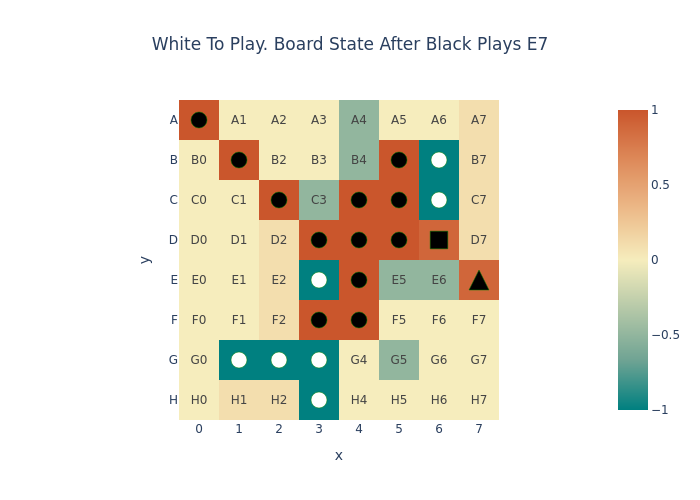 White To Play. Board State After Black Plays E7
A A1 A2 A3 A4 A5 A6 A7 1
B B0 B2 B3 B4 B7 0.5
C C0 C1 C3 C7
D D0 D1 D2 D7 0
E E0 E1 E2 E5 E6
F F0 F1 F2 F5 F6 F7 −0.5
G G0 G4 G5 G6 G7
H H0 H1 H2 H4 H5 H6 H7 −1
0 1 2 3 4 5 6 7
x
y